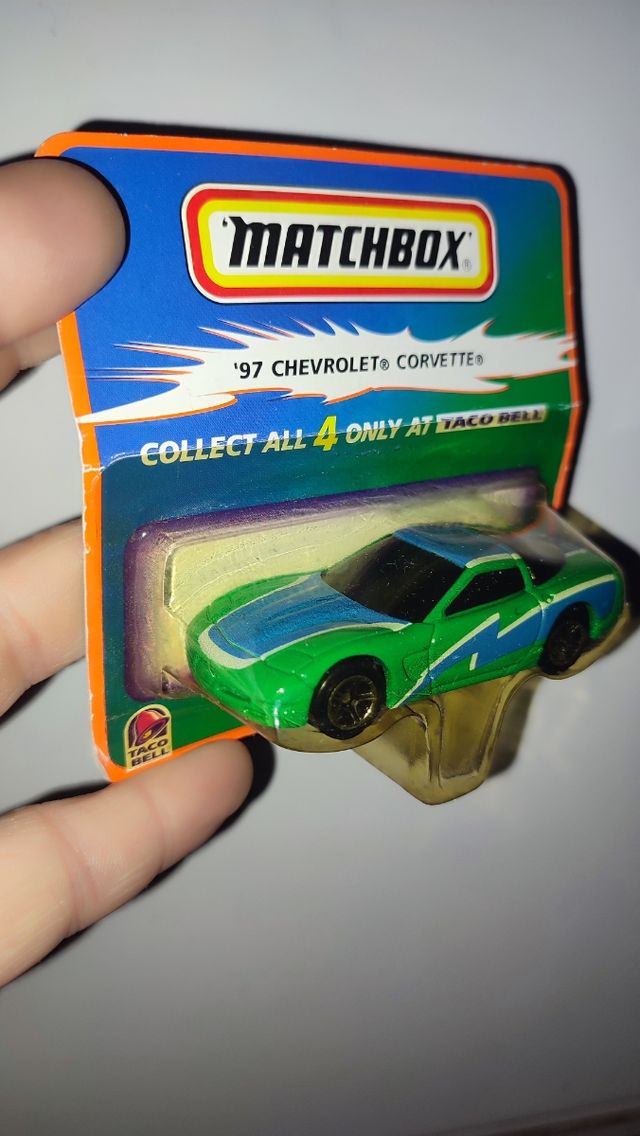 'MATCHBOX'®
'97 CHEVROLET® CORVETTE®
COLLECT ALL 4 ONLY AT TACO BELL
TACO
BELL